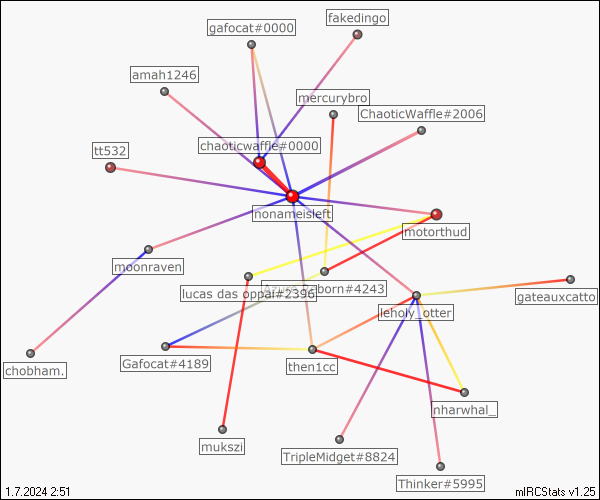 fakedingo
gafocat#0000
amah1246
mercurybro
ChaoticWaffle#2006
chaoticwaffle#0000
tt532
nonameisleft
motorthud
moonraven
lucas das oppai#2396
born#4243
gateauxcatto
leholy_otter
Gafocat#4189
then1cc
chobham.
nharwhal_
mukszi
TripleMidget#8824
Thinker#5995
1.7.2024 2:51
mIRCStats v1.25